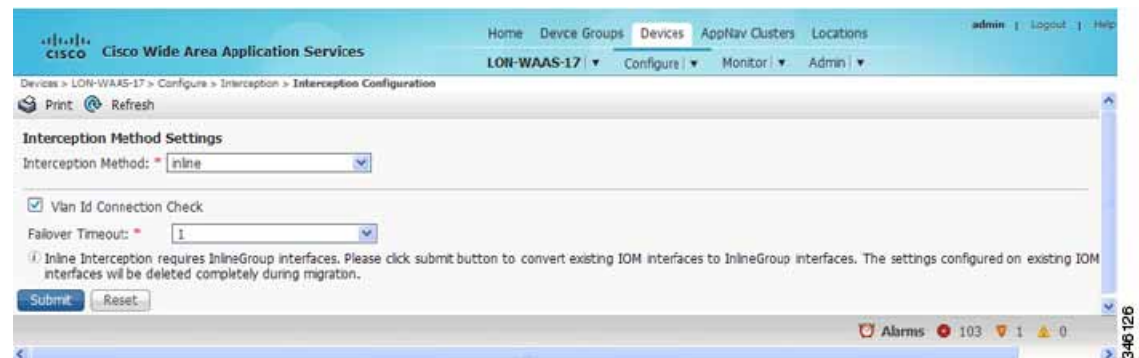 admin | Logout | Help
Home Devce Groups Devices AppNav Clusters Locations
CISCO Cisco Wide Area Application Services
LON-WAAS-17 Configure Monitor Admin
Devices > LON-WAAS-17 > Configure > Interception > Interception Configuration
Print Refresh
Interception Method Settings
Interception Method: * inline
Vlan Id Connection Check
Failover Timeout: * 1
Inline Interception requires InlineGroup interfaces. Please click submit button to convert existing IOM interfaces to InlineGroup interfaces. The settings configured on existing IOM
interfaces will be deleted completely during migration.
Submit Reset
Alarms 103 1 0
346126